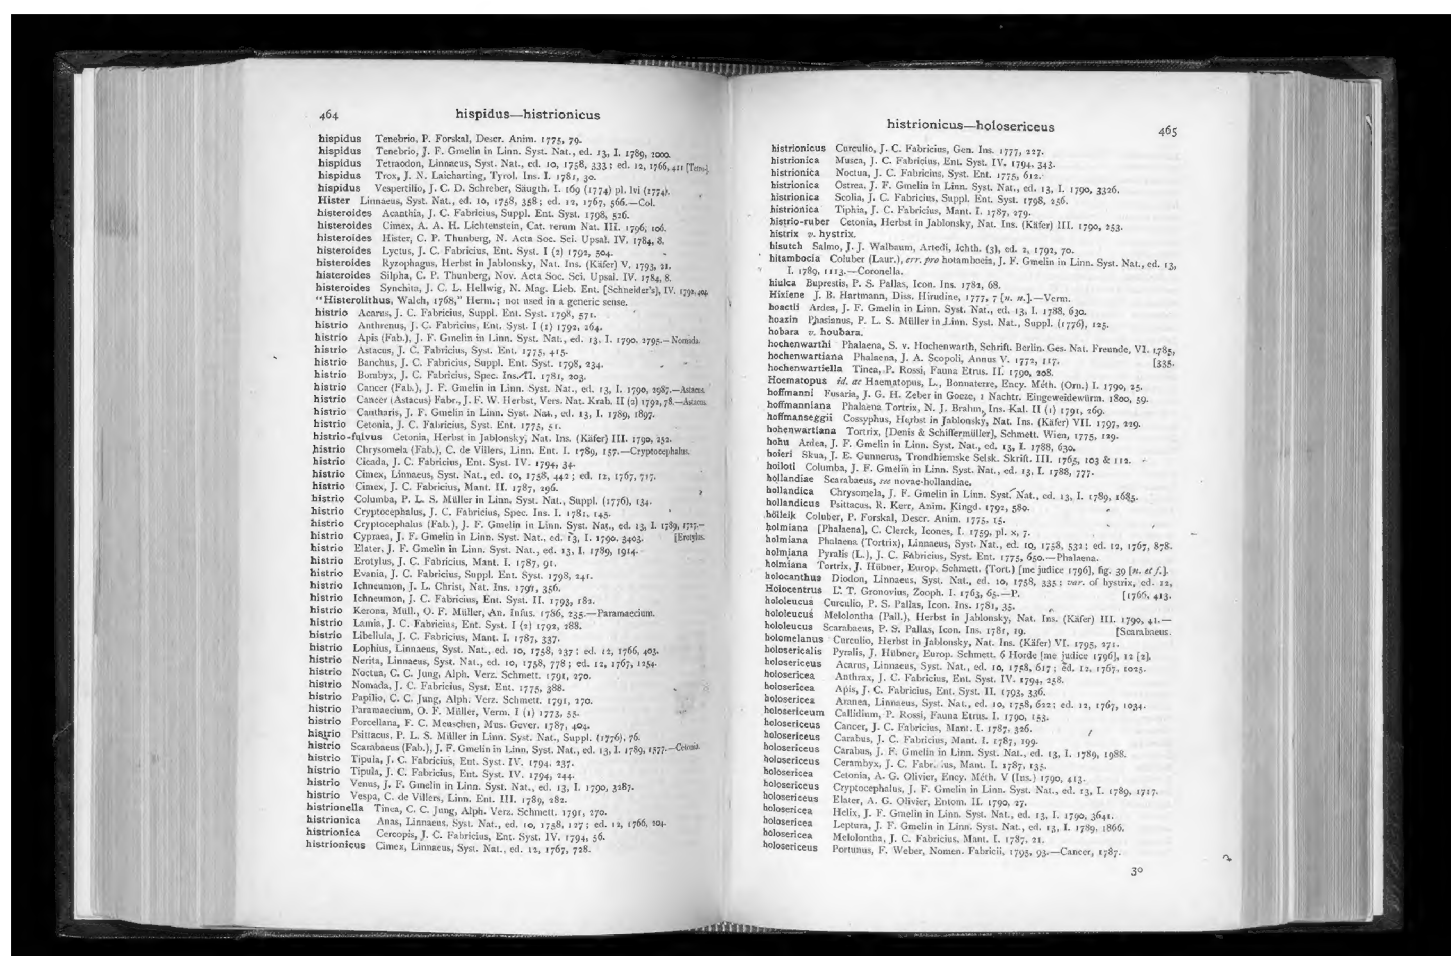 464
hispidus—histrionicus
hispidus Tenebrio, P. Forskal, Descr. Anim. 1775, 79.
hispidus Tenebrio, J. F. Gmelin in Linn. Syst. Nat., ed. 13, I. 1789, 2000.
hispidus Tetraodon, Linnaeus, Syst. Nat., ed. 10, 1758, 333; ed. 12, 1766, 411 [Tetro-].
hispidus Trox, J. N. Laicharting, Tyrol. Ins. I. 1781, 30.
hispidus Vespertilio, J. C. D. Schreber, Säugth. I. 169 (1774) pl. lvi (1774).
Hister Linnaeus, Syst. Nat., ed. 10, 1758, 358; ed. 12, 1767, 566.—Col.
histeroides Acanthia, J. C. Fabricius, Suppl. Ent. Syst. 1798, 526.
histeroides Cimex, A. A. H. Lichtenstein, Cat. rerum Nat. III. 1796, 106.
histeroides Hister, C. P. Thunberg, N. Acta Soc. Sci. Upsal. IV. 1784, 8.
histeroides Lyctus, J. C. Fabricius, Ent. Syst. I (2) 1792, 504.
histeroides Ryzophagus, Herbst in Jablonsky, Nat. Ins. (Käfer) V. 1793, 21.
histeroides Silpha, C. P. Thunberg, Nov. Acta Soc. Sci. Upsal. IV. 1784, 8.
histeroides Synchita, J. C. L. Hellwig, N. Mag. Lieb. Ent. [Schneider's], IV. 1792, 404.
"Histerolithus, Walch, 1768," Herm.; not used in a generic sense.
histrio Acarus, J. C. Fabricius, Suppl. Ent. Syst. 1798, 571.
histrio Anthrenus, J. C. Fabricius, Ent. Syst. I (1) 1792, 264.
histrio Apis (Fab.), J. F. Gmelin in Linn. Syst. Nat., ed. 13, I. 1790, 2795.—Nomada.
histrio Astacus, J. C. Fabricius, Syst. Ent. 1775, 415.
histrio Banchus, J. C. Fabricius, Suppl. Ent. Syst. 1798, 234.
histrio Bombyx, J. C. Fabricius, Spec. Ins. II. 1781, 203.
histrio Cancer (Fab.), J. F. Gmelin in Linn. Syst. Nat., ed. 13, I. 1790, 2987.—Astacus.
histrio Cancer (Astacus) Fabr., J. F. W. Herbst, Vers. Nat. Krab. II (2) 1792, 78.—Astacus.
histrio Cantharis, J. F. Gmelin in Linn. Syst. Nat., ed. 13, I. 1789, 1897.
histrio Cetonia, J. C. Fabricius, Syst. Ent. 1775, 51.
histrio-fulvus Cetonia, Herbst in Jablonsky, Nat. Ins. (Käfer) III. 1790, 252.
histrio Chrysomela (Fab.), C. de Villers, Linn. Ent. I. 1789, 157.—Cryptocephalus.
histrio Cicada, J. C. Fabricius, Ent. Syst. IV. 1794, 34.
histrio Cimex, Linnaeus, Syst. Nat., ed. 10, 1758, 442; ed. 12, 1767, 717.
histrio Cimex, J. C. Fabricius, Mant. II. 1787, 296.
histrio Columba, P. L. S. Müller in Linn. Syst. Nat., Suppl. (1776), 134.
histrio Cryptocephalus, J. C. Fabricius, Spec. Ins. I. 1781, 145.
histrio Cryptocephalus (Fab.), J. F. Gmelin in Linn. Syst. Nat., ed. 13, I. 1789, 1717.—
histrio Cypraea, J. F. Gmelin in Linn. Syst. Nat., ed. 13, I. 1790, 3403. [Erotylus.
histrio Elater, J. F. Gmelin in Linn. Syst. Nat., ed. 13, I. 1789, 1914.
histrio Erotylus, J. C. Fabricius, Mant. I. 1787, 91.
histrio Evania, J. C. Fabricius, Suppl. Ent. Syst. 1798, 241.
histrio Ichneumon, J. L. Christ, Nat. Ins. 1791, 356.
histrio Ichneumon, J. C. Fabricius, Ent. Syst. II. 1793, 182.
histrio Kerona, Müll., O. F. Müller, An. Infus. 1786, 235.—Paramaecium.
histrio Lamia, J. C. Fabricius, Ent. Syst. I (2) 1792, 288.
histrio Libellula, J. C. Fabricius, Mant. I. 1787, 337.
histrio Lophius, Linnaeus, Syst. Nat., ed. 10, 1758, 237; ed. 12, 1766, 403.
histrio Nerita, Linnaeus, Syst. Nat., ed. 10, 1758, 778; ed. 12, 1767, 1254.
histrio Noctua, C. C. Jung, Alph. Verz. Schmett. 1791, 270.
histrio Nomada, J. C. Fabricius, Syst. Ent. 1775, 388.
histrio Papilio, C. C. Jung, Alph. Verz. Schmett. 1791, 270.
histrio Paramaecium, O. F. Müller, Verm. I (1) 1773, 55.
histrio Porcellana, F. C. Meuschen, Mus. Gever. 1787, 404.
histrio Psittacus, P. L. S. Müller in Linn. Syst. Nat., Suppl. (1776), 76.
histrio Scarabaeus (Fab.), J. F. Gmelin in Linn. Syst. Nat., ed. 13, I. 1789, 1577.—Cetonia.
histrio Tipula, J. C. Fabricius, Ent. Syst. IV. 1794, 237.
histrio Tipula, J. C. Fabricius, Ent. Syst. IV. 1794, 244.
histrio Venus, J. F. Gmelin in Linn. Syst. Nat., ed. 13, I. 1790, 3287.
histrio Vespa, C. de Villers, Linn. Ent. III. 1789, 282.
histrionella Tinea, C. C. Jung, Alph. Verz. Schmett. 1791, 270.
histrionica Anas, Linnaeus, Syst. Nat., ed. 10, 1758, 127; ed. 12, 1766, 204.
histrionica Cercopis, J. C. Fabricius, Ent. Syst. IV. 1794, 56.
histrionicus Cimex, Linnaeus, Syst. Nat., ed. 12, 1767, 728.
histrionicus—holosericeus
465
histrionicus Curculio, J. C. Fabricius, Gen. Ins. 1777, 227.
histrionica Musca, J. C. Fabricius, Ent. Syst. IV. 1794, 343.
histrionica Noctua, J. C. Fabricius, Syst. Ent. 1775, 612.
histrionica Ostrea, J. F. Gmelin in Linn. Syst. Nat., ed. 13, I. 1790, 3326.
histrionica Scolia, J. C. Fabricius, Suppl. Ent. Syst. 1798, 256.
histrionica Tiphia, J. C. Fabricius, Mant. I. 1787, 279.
histrio-ruber Cetonia, Herbst in Jablonsky, Nat. Ins. (Käfer) III. 1790, 253.
histrix v. hystrix.
hisutch Salmo, J. J. Walbaum, Artedi, Ichth. (3), ed. 2, 1792, 70.
hitambocia Coluber (Laur.), err. pro hotamboeia, J. F. Gmelin in Linn. Syst. Nat., ed. 13,
I. 1789, 1113.—Coronella.
hiulca Buprestis, P. S. Pallas, Icon. Ins. 1782, 68.
Hixiene J. B. Hartmann, Diss. Hirudine, 1777, 7 [n. n.].—Verm.
hoactli Ardea, J. F. Gmelin in Linn. Syst. Nat., ed. 13, I. 1788, 630.
hoazin Phasianus, P. L. S. Müller in Linn. Syst. Nat., Suppl. (1776), 125.
hobara v. houbara.
hochenwarthi Phalaena, S. v. Hochenwarth, Schrift. Berlin. Ges. Nat. Freunde, VI. 1785,
hochenwartiana Phalaena, J. A. Scopoli, Annus V. 1772, 117. [335.
hochenwartiella Tinea, P. Rossi, Fauna Etrus. II. 1790, 208.
Hoematopus id. ac Haematopus, L., Bonnaterre, Ency. Méth. (Orn.) I. 1790, 25.
hoffmanni Fusaria, J. G. H. Zeber in Goeze, 1 Nachtr. Eingeweidewürm. 1800, 59.
hoffmanniana Phalaena Tortrix, N. J. Brahm, Ins. Kal. II (1) 1791, 269.
hoffmanseggii Cossyphus, Herbst in Jablonsky, Nat. Ins. (Käfer) VII. 1797, 229.
hohenwartiana Tortrix, [Denis & Schiffermüller], Schmett. Wien, 1775, 129.
hohu Ardea, J. F. Gmelin in Linn. Syst. Nat., ed. 13, I. 1788, 630.
hoieri Skua, J. E. Gunnerus, Trondhiemske Selsk. Skrift. III. 1765, 103 & 112.
hoiloti Columba, J. F. Gmelin in Linn. Syst. Nat., ed. 13, I. 1788, 777.
hollandiae Scarabaeus, see novae-hollandiae.
hollandica Chrysomela, J. F. Gmelin in Linn. Syst. Nat., ed. 13, I. 1789, 1685.
hollandicus Psittacus, R. Kerr, Animal. Kingd. 1792, 580.
hölleik Coluber, P. Forskal, Descr. Anim. 1775, 15.
holmiana [Phalaena], C. Clerck, Icones, I. 1759, pl. x, 7.
holmiana Phalaena (Tortrix), Linnaeus, Syst. Nat., ed. 10, 1758, 532; ed. 12, 1767, 878.
holmiana Pyralis (L.), J. C. Fabricius, Syst. Ent. 1775, 650.—Phalaena.
holmiana Tortrix, J. Hübner, Europ. Schmett. (Tort.) [me judice 1796], fig. 39 [n. et f.].
holocanthus Diodon, Linnaeus, Syst. Nat., ed. 10, 1758, 335; var. of hystrix, ed. 12,
Holocentrus L. T. Gronovius, Zooph. I. 1763, 65.—P. [1766, 413.
hololeucus Curculio, P. S. Pallas, Icon. Ins. 1781, 35.
hololeucus Melolontha (Pall.), Herbst in Jablonsky, Nat. Ins. (Käfer) III. 1790, 41.—
hololeucus Scarabaeus, P. S. Pallas, Icon. Ins. 1781, 19. [Scarabaeus.
holomelanus Curculio, Herbst in Jablonsky, Nat. Ins. (Käfer) VI. 1795, 271.
holosericalis Pyralis, J. Hübner, Europ. Schmett. 6 Horde [me judice 1796], 12 [2].
holosericeus Acarus, Linnaeus, Syst. Nat., ed. 10, 1758, 617; ed. 12, 1767, 1025.
holosericea Anthrax, J. C. Fabricius, Ent. Syst. IV. 1794, 258.
holosericea Apis, J. C. Fabricius, Ent. Syst. II. 1793, 336.
holosericea Aranea, Linnaeus, Syst. Nat., ed. 10, 1758, 622; ed. 12, 1767, 1034.
holosericeum Callidium, P. Rossi, Fauna Etrus. I. 1790, 153.
holosericeus Cancer, J. C. Fabricius, Mant. I. 1787, 326.
holosericeus Carabus, J. C. Fabricius, Mant. I. 1787, 199.
holosericeus Carabus, J. F. Gmelin in Linn. Syst. Nat., ed. 13, I. 1789, 1988.
holosericeus Cerambyx, J. C. Fabricius, Mant. I. 1787, 135.
holosericea Cetonia, A. G. Olivier, Ency. Méth. V (Ins.) 1790, 413.
holosericeus Cryptocephalus, J. F. Gmelin in Linn. Syst. Nat., ed. 13, I. 1789, 1717.
holosericeus Elater, A. G. Olivier, Entom. II. 1790, 27.
holosericea Helix, J. F. Gmelin in Linn. Syst. Nat., ed. 13, I. 1790, 3641.
holosericea Leptura, J. F. Gmelin in Linn. Syst. Nat., ed. 13, I. 1789, 1866.
holosericea Melolontha, J. C. Fabricius, Mant. I. 1787, 21.
holosericeus Portunus, F. Weber, Nomen. Fabricii, 1795, 93.—Cancer, 1787.
30